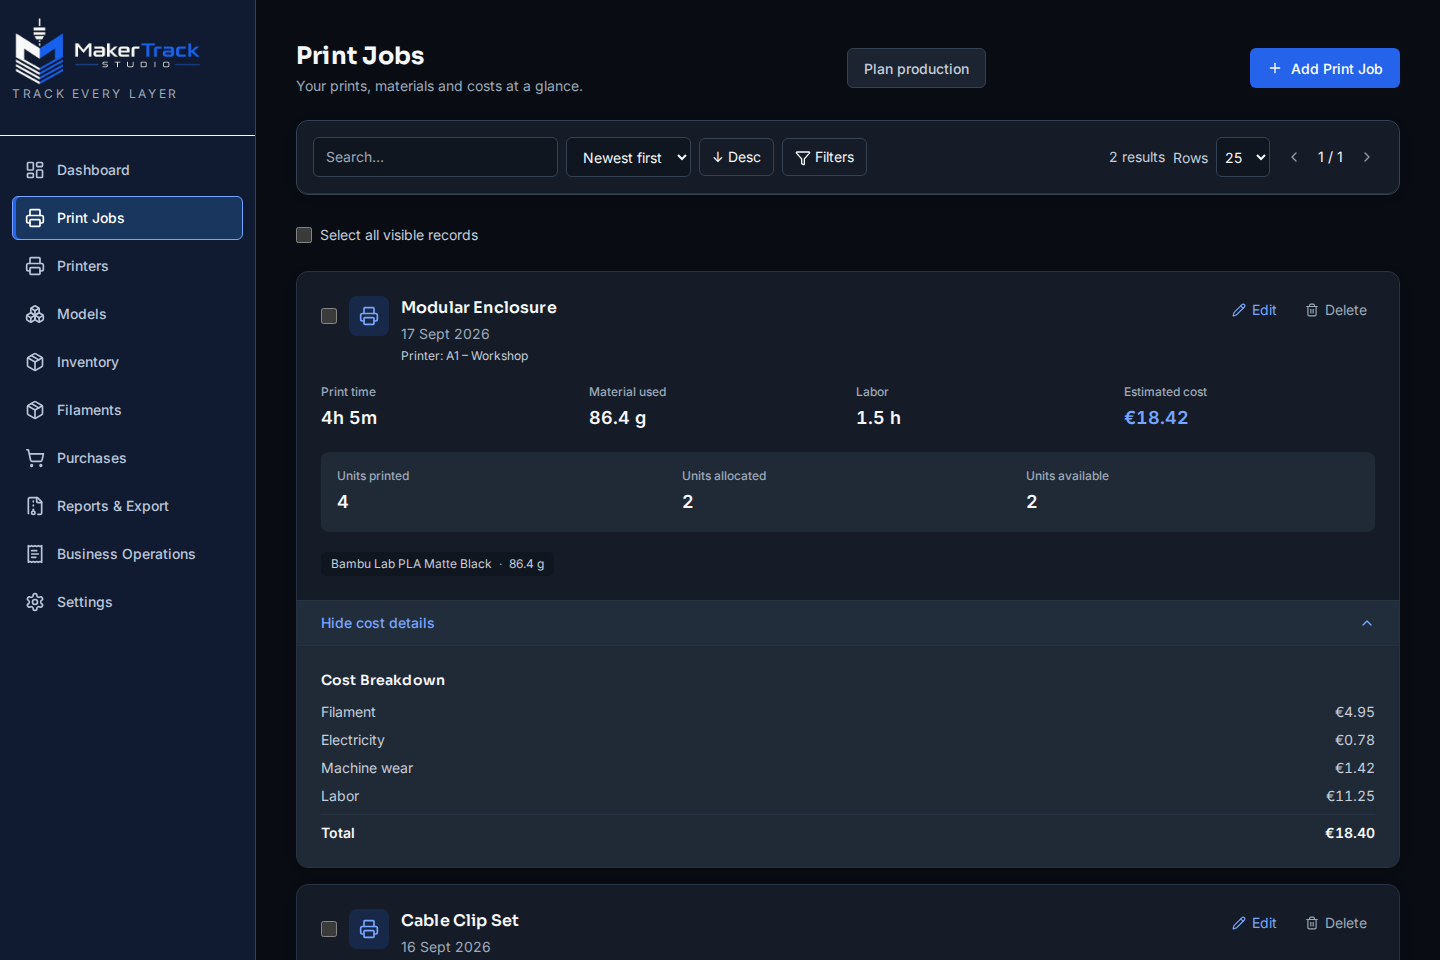 MakerTrack
STUDIO
TRACK EVERY LAYER
Dashboard
Print Jobs
Printers
Models
Inventory
Filaments
Purchases
Reports & Export
Business Operations
Settings
Print Jobs
Your prints, materials and costs at a glance.
Plan production
+ Add Print Job
Search...
Newest first
↓ Desc
Filters
2 results Rows 25 1 / 1
Select all visible records
Modular Enclosure
17 Sept 2026
Printer: A1 – Workshop
Edit
Delete
Print time
4h 5m
Material used
86.4 g
Labor
1.5 h
Estimated cost
€18.42
Units printed
4
Units allocated
2
Units available
2
Bambu Lab PLA Matte Black · 86.4 g
Hide cost details
Cost Breakdown
Filament €4.95
Electricity €0.78
Machine wear €1.42
Labor €11.25
Total €18.40
Cable Clip Set
16 Sept 2026
Edit
Delete